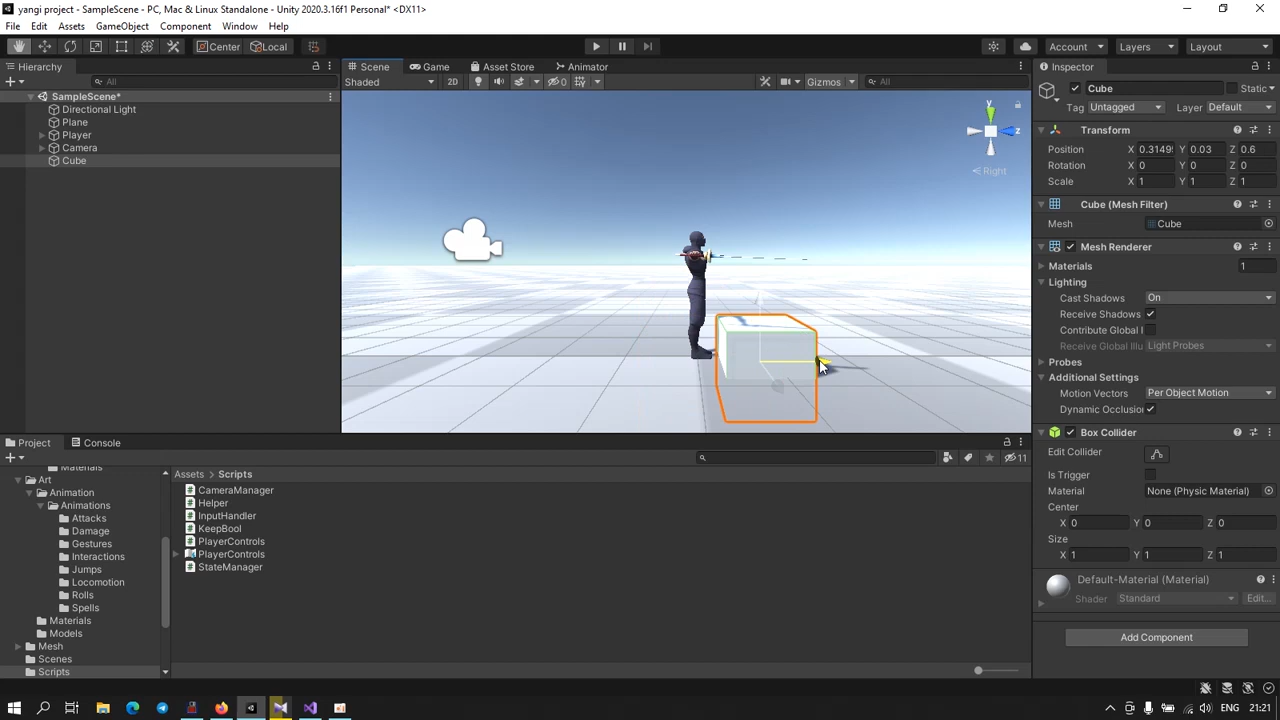 yangi project - SampleScene - PC, Mac & Linux Standalone - Unity 2020.3.16f1 Personal* <DX11>
File Edit Assets GameObject Component Window Help
Center Local Account Layers Layout
Hierarchy
All
SampleScene*
Directional Light
Plane
Player
Camera
Cube
Scene Game Asset Store Animator
Shaded 2D 0 Gizmos All
y
z
Right
Inspector
Cube Static
Tag Untagged Layer Default
Transform
Position X 0.3149 Y 0.03 Z 0.6
Rotation X 0 Y 0 Z 0
Scale X 1 Y 1 Z 1
Cube (Mesh Filter)
Mesh Cube
Mesh Renderer
Materials 1
Lighting
Cast Shadows On
Receive Shadows
Contribute Global I
Receive Global Illu Light Probes
Probes
Additional Settings
Motion Vectors Per Object Motion
Dynamic Occlusion
Box Collider
Edit Collider
Is Trigger
Material None (Physic Material)
Center
X 0 Y 0 Z 0
Size
X 1 Y 1 Z 1
Default-Material (Material)
Shader Standard Edit...
Add Component
Project Console
11
Materials
Art
Animation
Animations
Attacks
Damage
Gestures
Interactions
Jumps
Locomotion
Rolls
Spells
Materials
Models
Mesh
Scenes
Scripts
Assets Scripts
CameraManager
Helper
InputHandler
KeepBool
PlayerControls
PlayerControls
StateManager
ENG 21:21